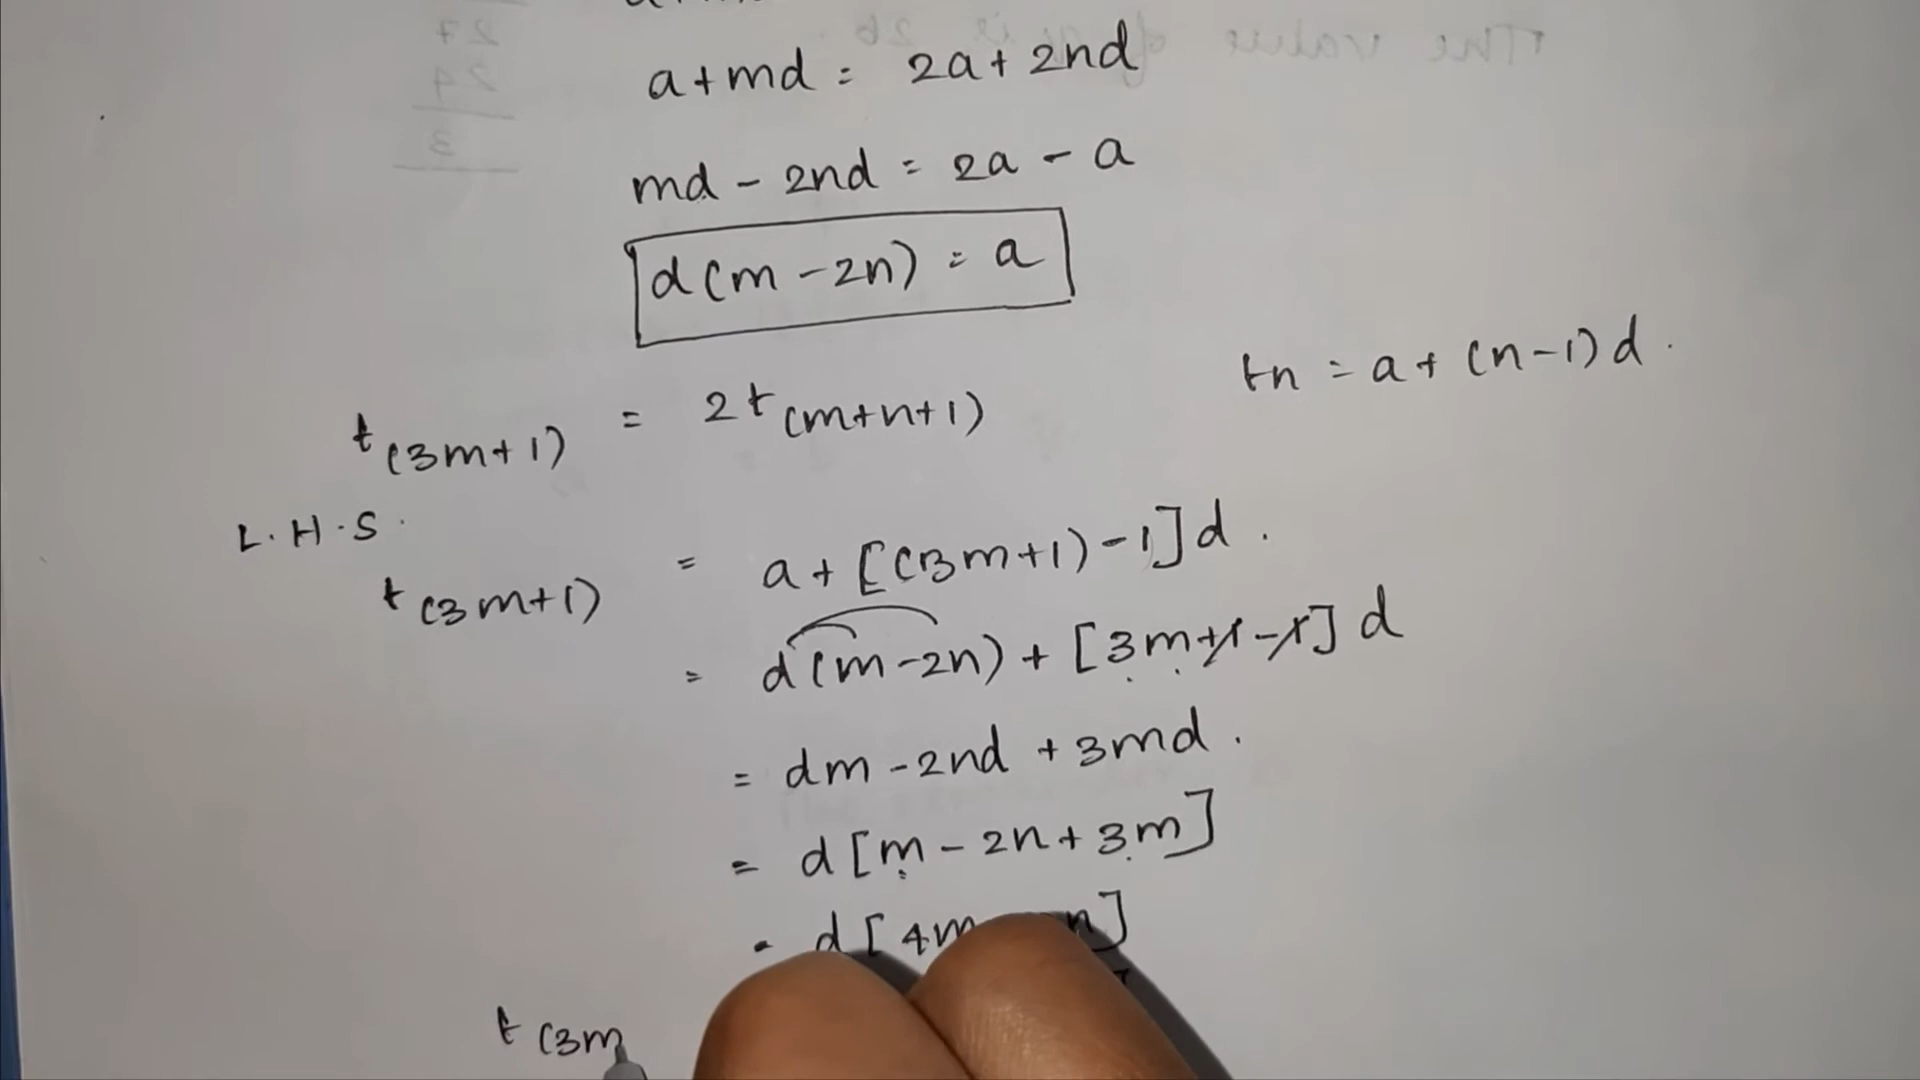 a+md = 2a+2nd
md - 2nd = 2a - a
d(m-2n) = a
tn = a+(n-1)d.
t(3m+1) = 2t(m+n+1)
L.H.S.
t(3m+1) = a+[(3m+1)-1]d.
= d(m-2n)+[3m+1-1]d
= dm-2nd+3md.
= d[m-2n+3m]
= d[4m n]
t(3m